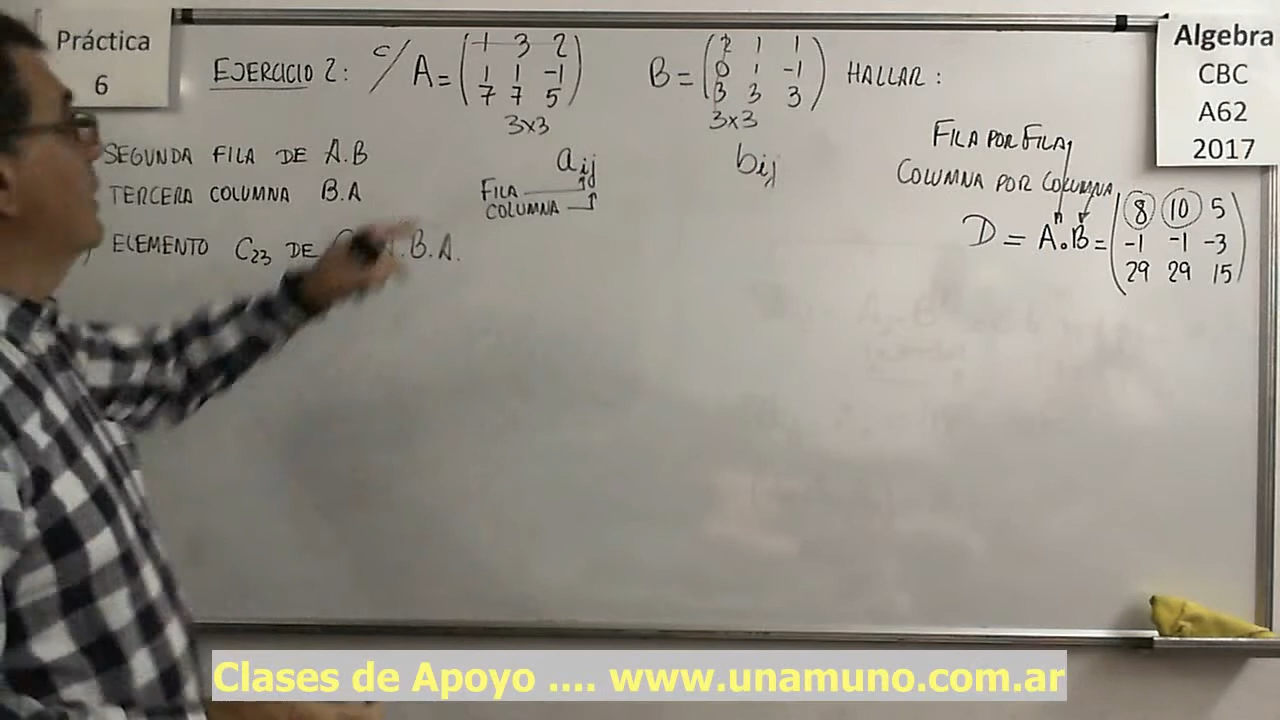 Práctica
6
EJERCICIO 2: c/ A = ( -1 3 2
1 1 -1
7 7 5 )
3x3
B = ( 2 1 1
0 1 -1
3 3 3 )
3x3
HALLAR :
Algebra
CBC
A62
2017
SEGUNDA FILA DE A.B
TERCERA COLUMNA B.A
ELEMENTO C23 DE A.B.A.
aij
FILA
COLUMNA
bij
FILA POR FILA
COLUMNA POR COLUMNA
D = A.B = ( 8 10 5
-1 -1 -3
29 29 15 )
Clases de Apoyo .... www.unamuno.com.ar